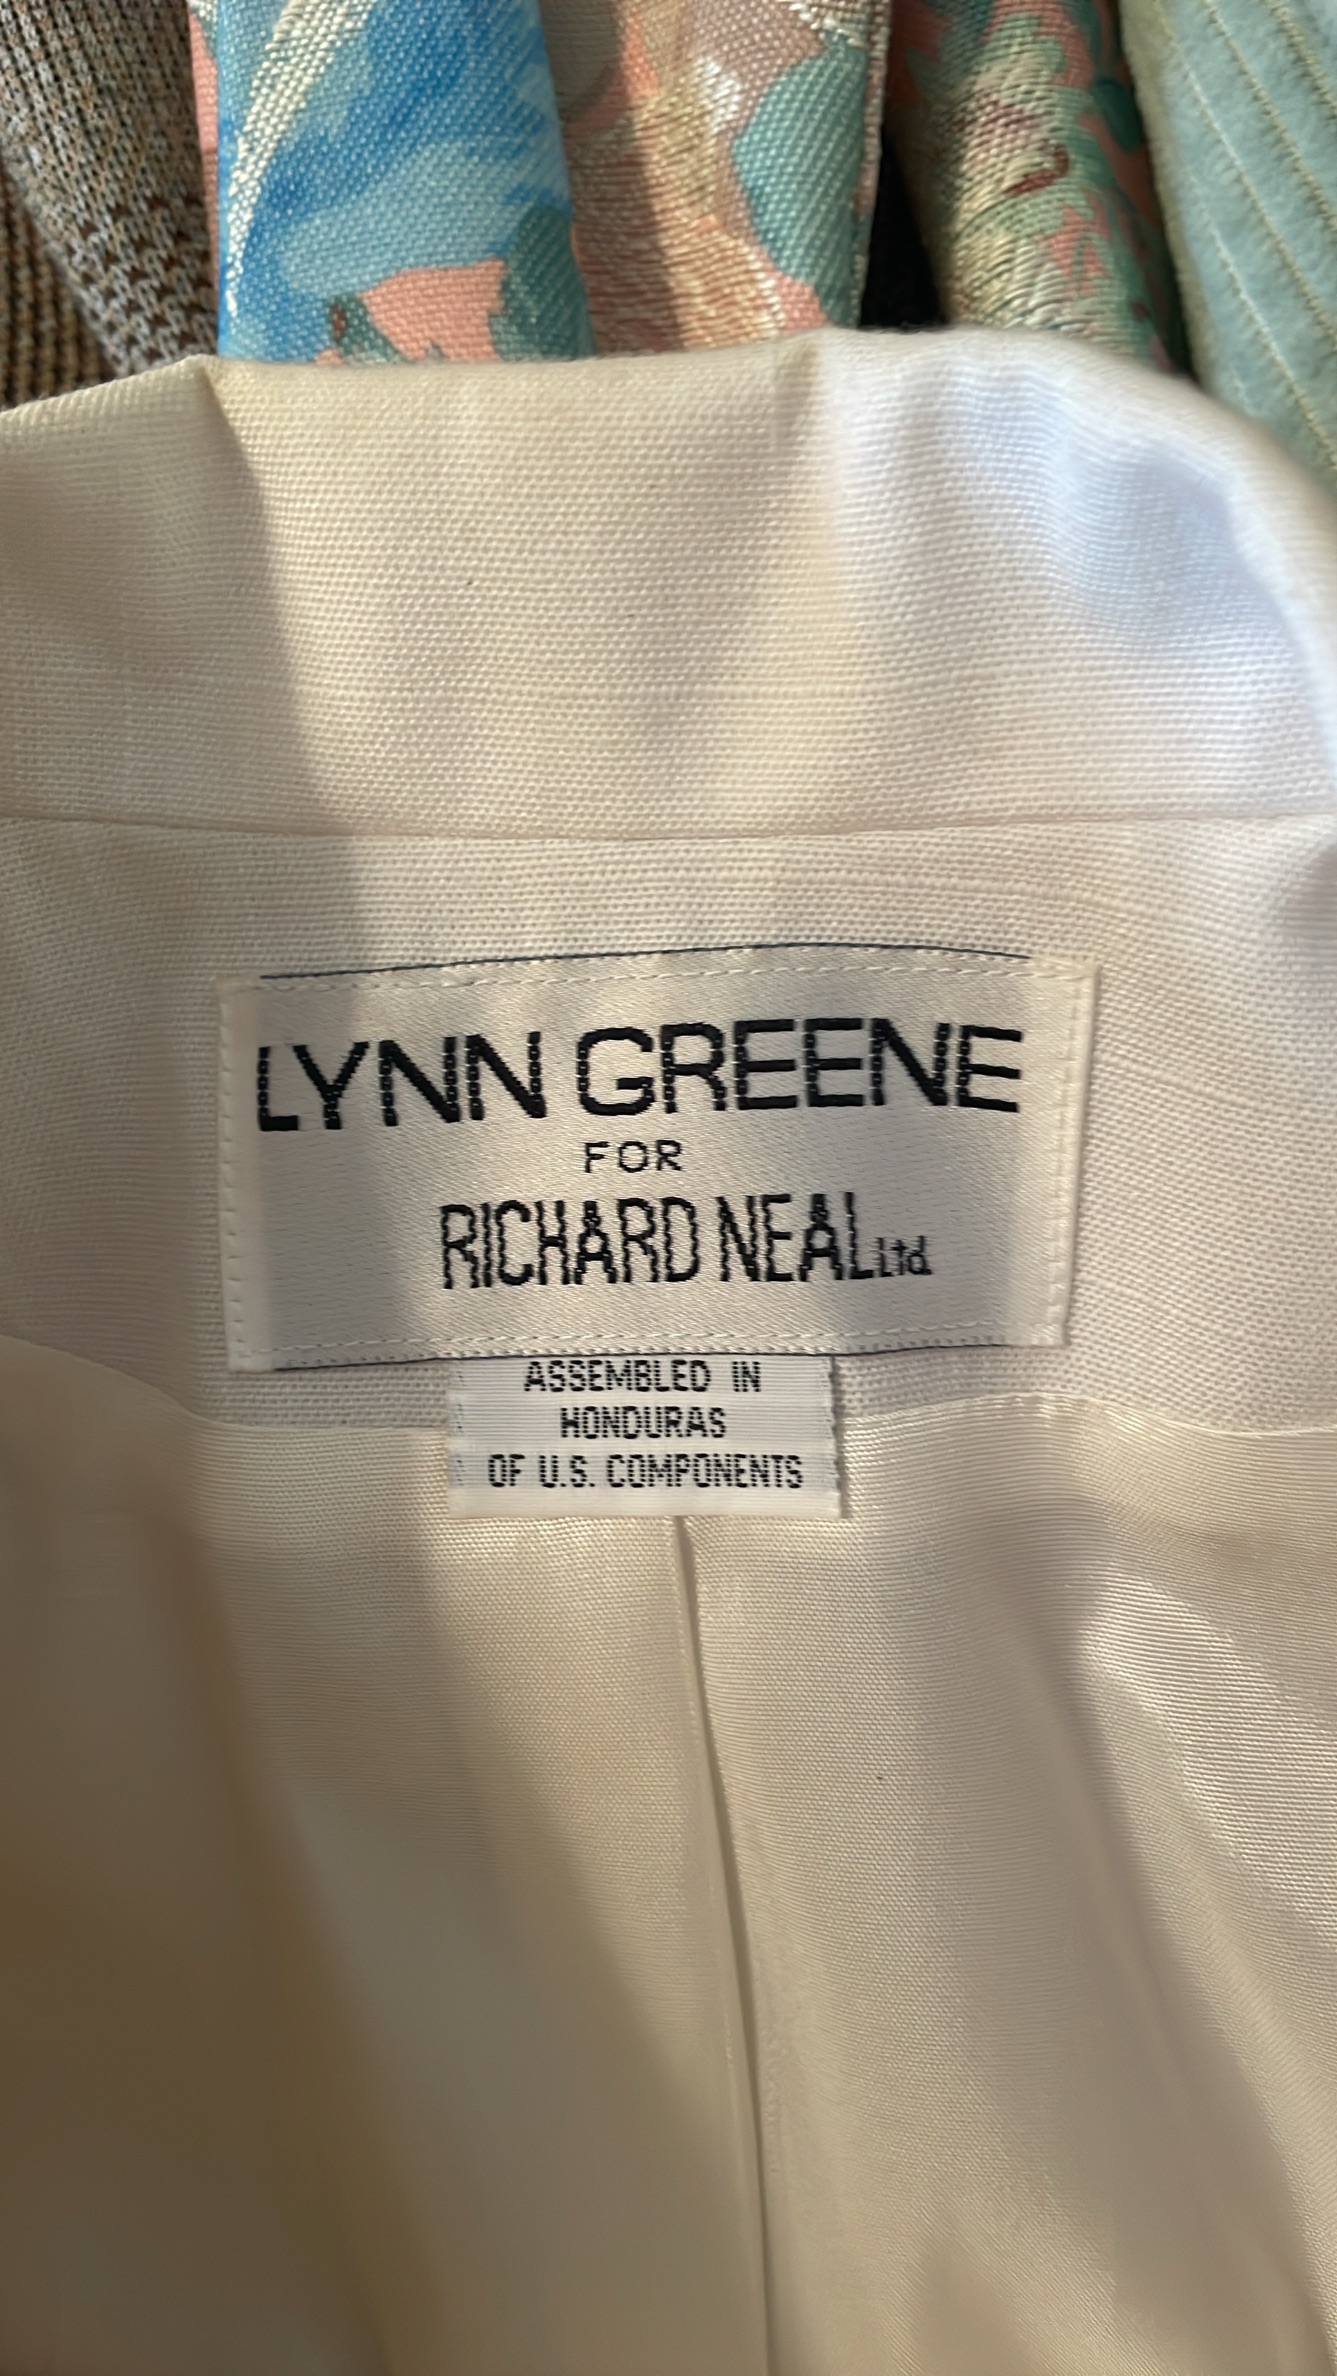 LYNN GREENE
FOR
RICHARD NEAL Ltd.
ASSEMBLED IN
HONDURAS
OF U.S. COMPONENTS